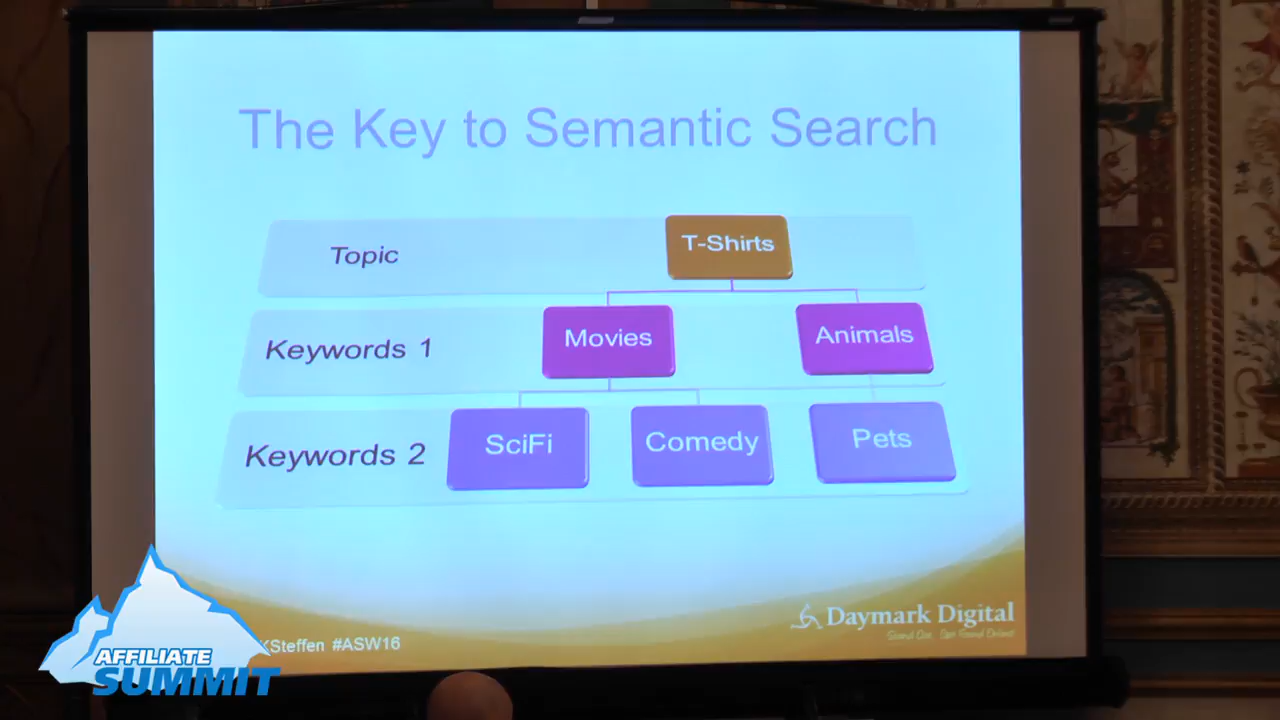 The Key to Semantic Search
Topic
T-Shirts
Keywords 1
Movies
Animals
Keywords 2
SciFi
Comedy
Pets
KSteffen #ASW16
Daymark Digital
AFFILIATE
SUMMIT